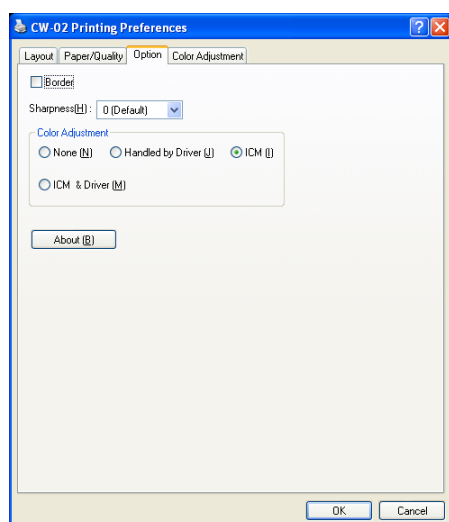 CW-02 Printing Preferences
Layout Paper/Quality Option Color Adjustment
Border
Sharpness(H) : 0 (Default)
Color Adjustment
None (N) Handled by Driver (J) ICM (I)
ICM & Driver (M)
About (B)
OK Cancel